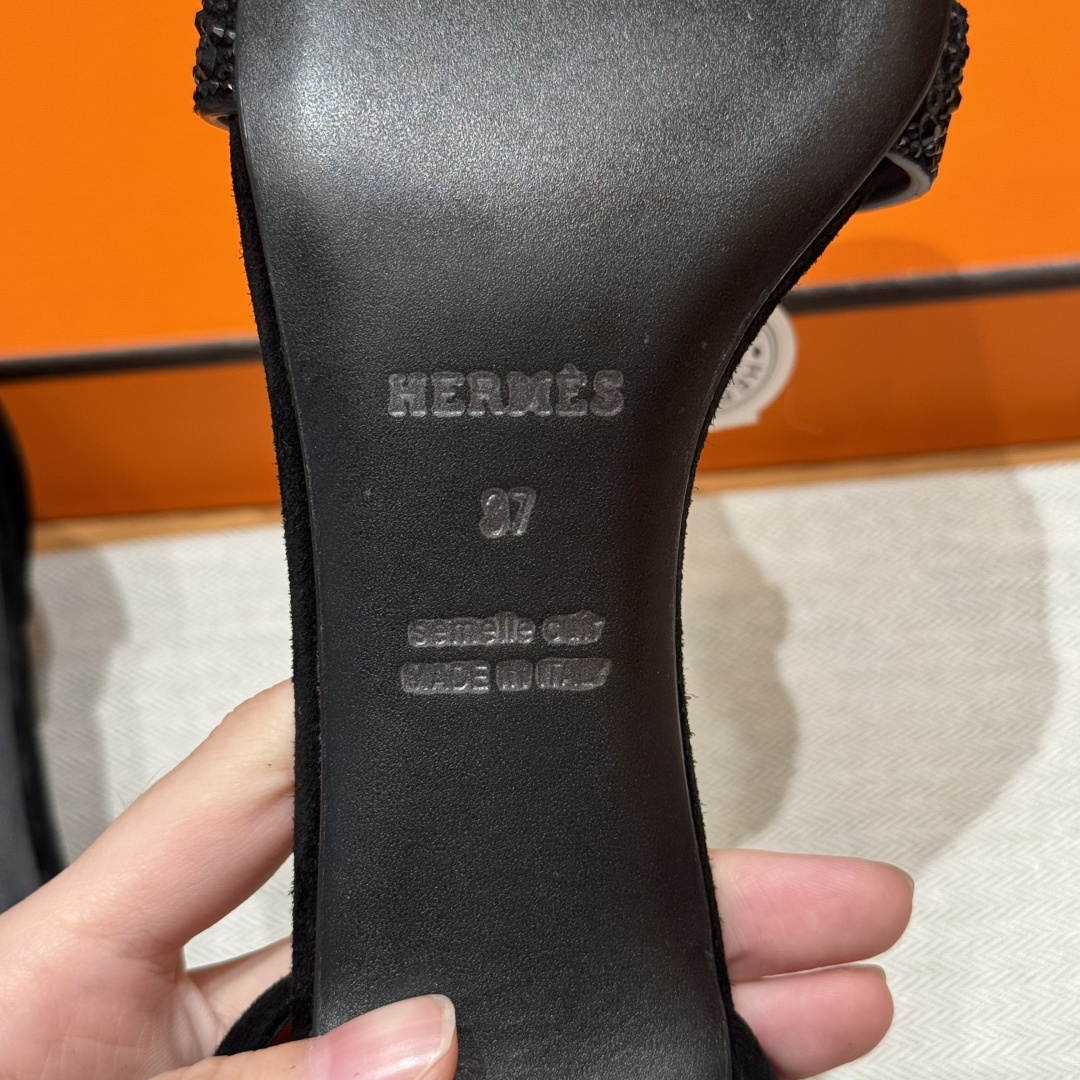 HERMÈS
37
semelle cuir
MADE IN ITALY